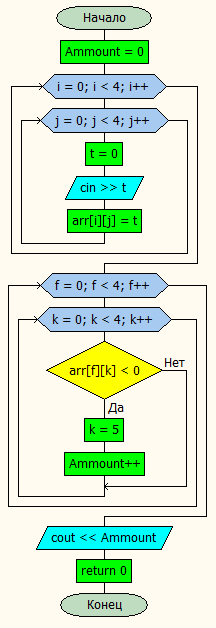 Начало
Ammount = 0
i = 0; i < 4; i++
j = 0; j < 4; j++
t = 0
cin >> t
arr[i][j] = t
f = 0; f < 4; f++
k = 0; k < 4; k++
arr[f][k] < 0
Нет
Да
k = 5
Ammount++
cout << Ammount
return 0
Конец